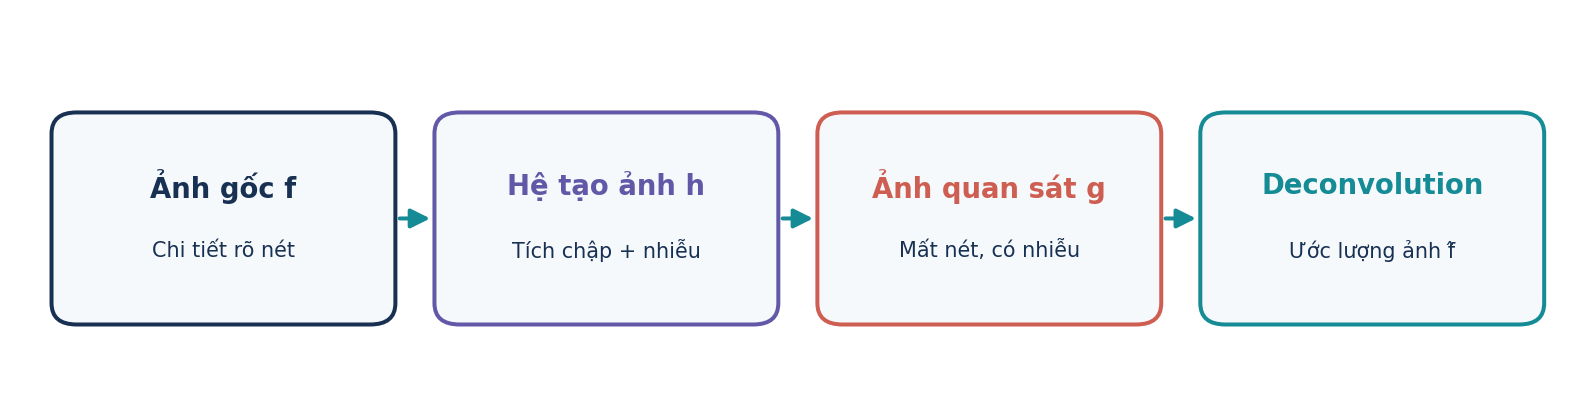 Ảnh gốc f
Chi tiết rõ nét
Hệ tạo ảnh h
Tích chập + nhiễu
Ảnh quan sát g
Mất nét, có nhiễu
Deconvolution
Ước lượng ảnh f̂